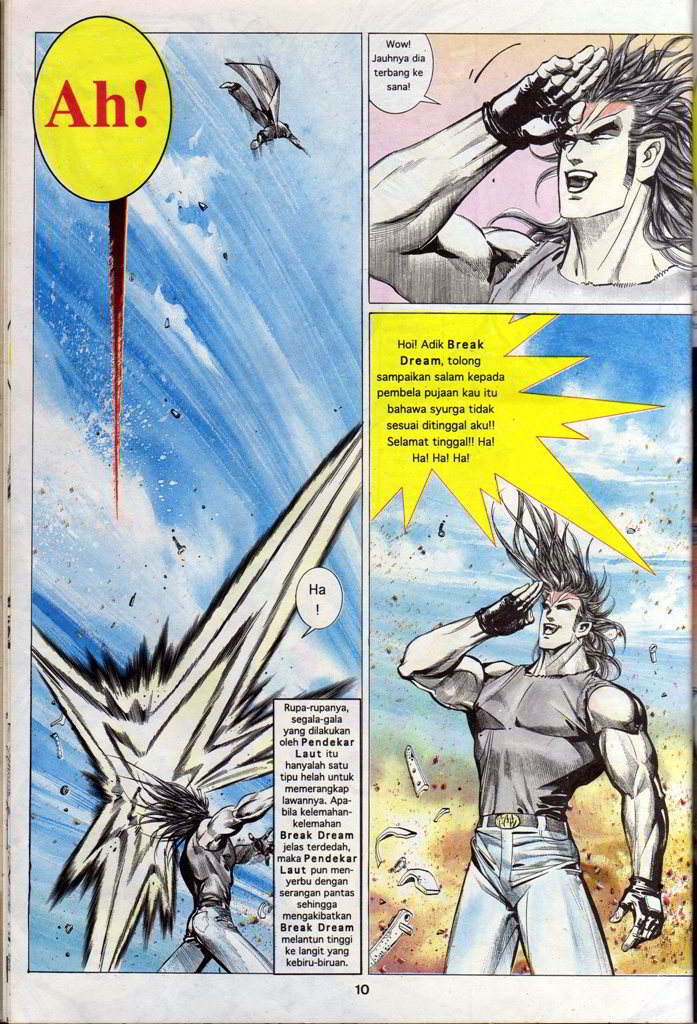 Ah!
Ha
!
Rupa-rupanya,
segala-gala
yang dilakukan
oleh Pendekar
Laut itu
hanyalah satu
tipu helah untuk
memerangkap
lawannya. Apa-
bila kelemahan-
kelemahan
Break Dream
jelas terdedah,
maka Pendekar
Laut pun men-
yerbu dengan
serangan pantas
sehingga
mengakibatkan
Break Dream
melantun tinggi
ke langit yang
kebiru-biruan.
Wow!
Jauhnya dia
terbang ke
sana!
Hoi! Adik Break
Dream, tolong
sampaikan salam kepada
pembela pujaan kau itu
bahawa syurga tidak
sesuai ditinggal aku!!
Selamat tinggal!! Ha!
Ha! Ha! Ha!
10